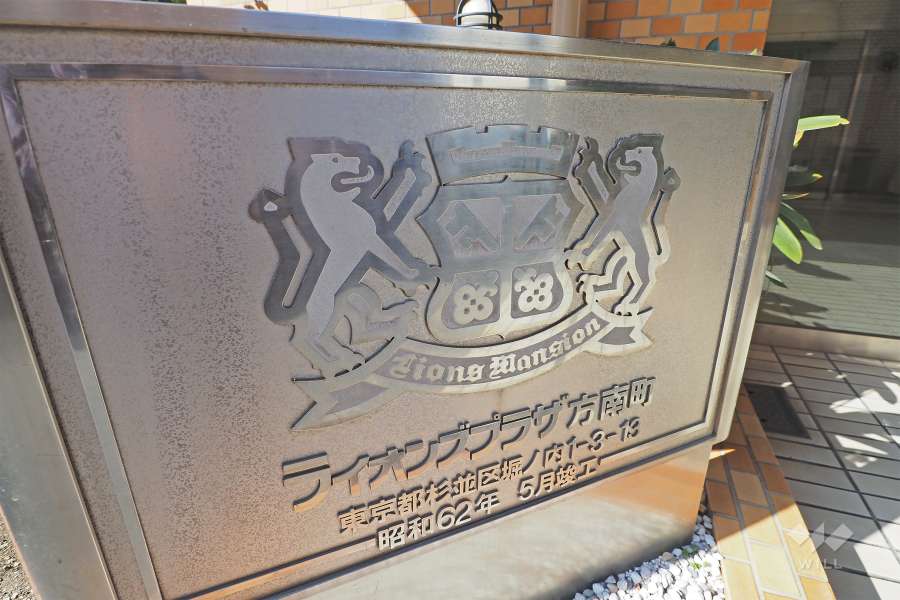 Lions Mansion
ライオンズプラザ方南町
東京都杉並区堀ノ内1-3-13
昭和62年 5月竣工
WILL